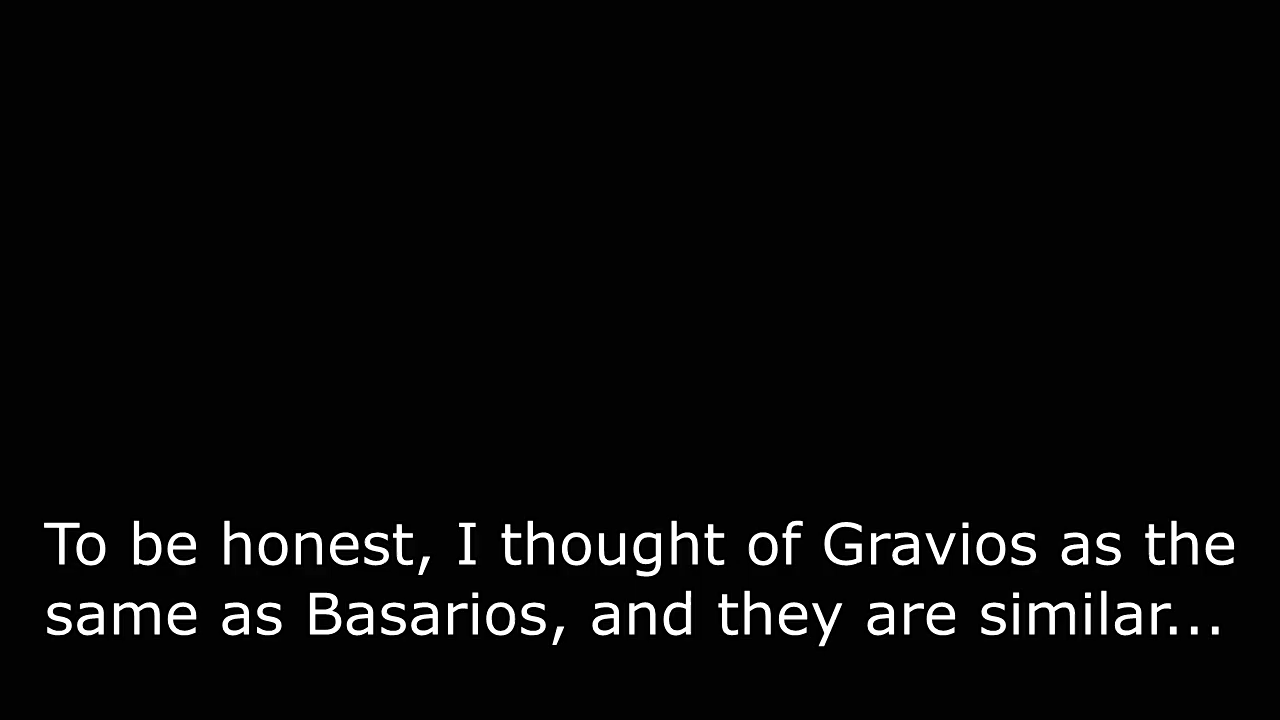 To be honest, I thought of Gravios as the
same as Basarios, and they are similar...